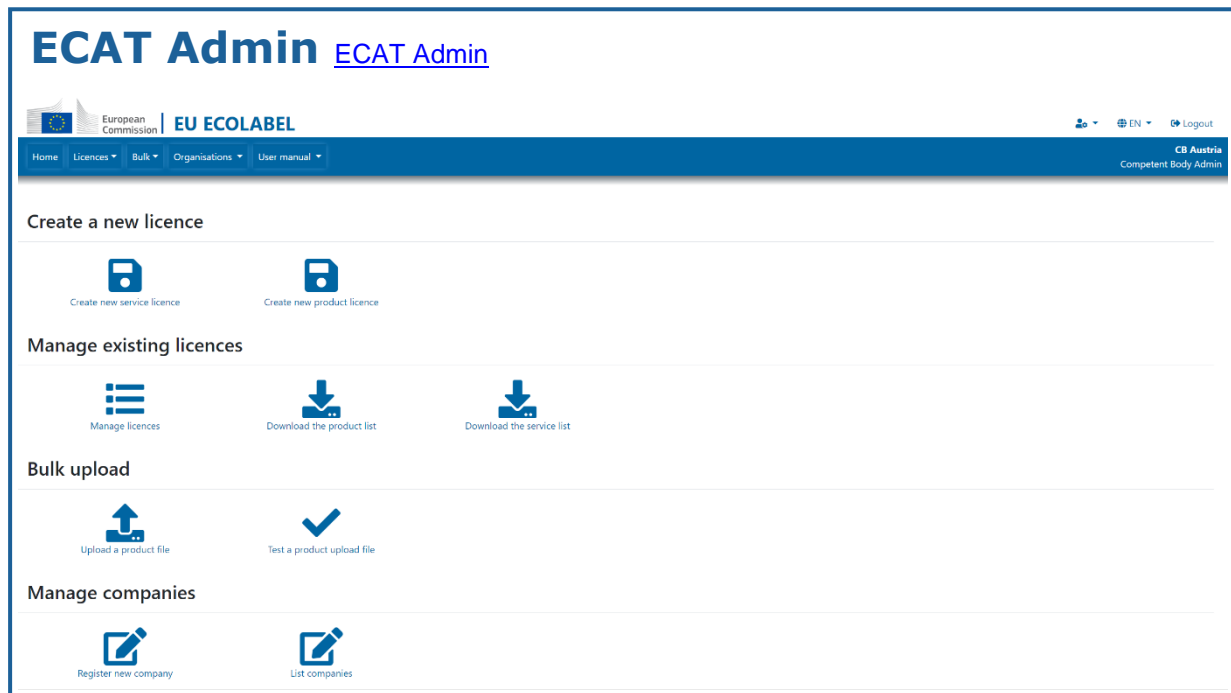 ECAT Admin ECAT Admin
European
Commission
EU ECOLABEL
EN
Logout
Home Licences Bulk Organisations User manual
CB Austria
Competent Body Admin
Create a new licence
Create new service licence
Create new product licence
Manage existing licences
Manage licences
Download the product list
Download the service list
Bulk upload
Upload a product file
Test a product upload file
Manage companies
Register new company
List companies